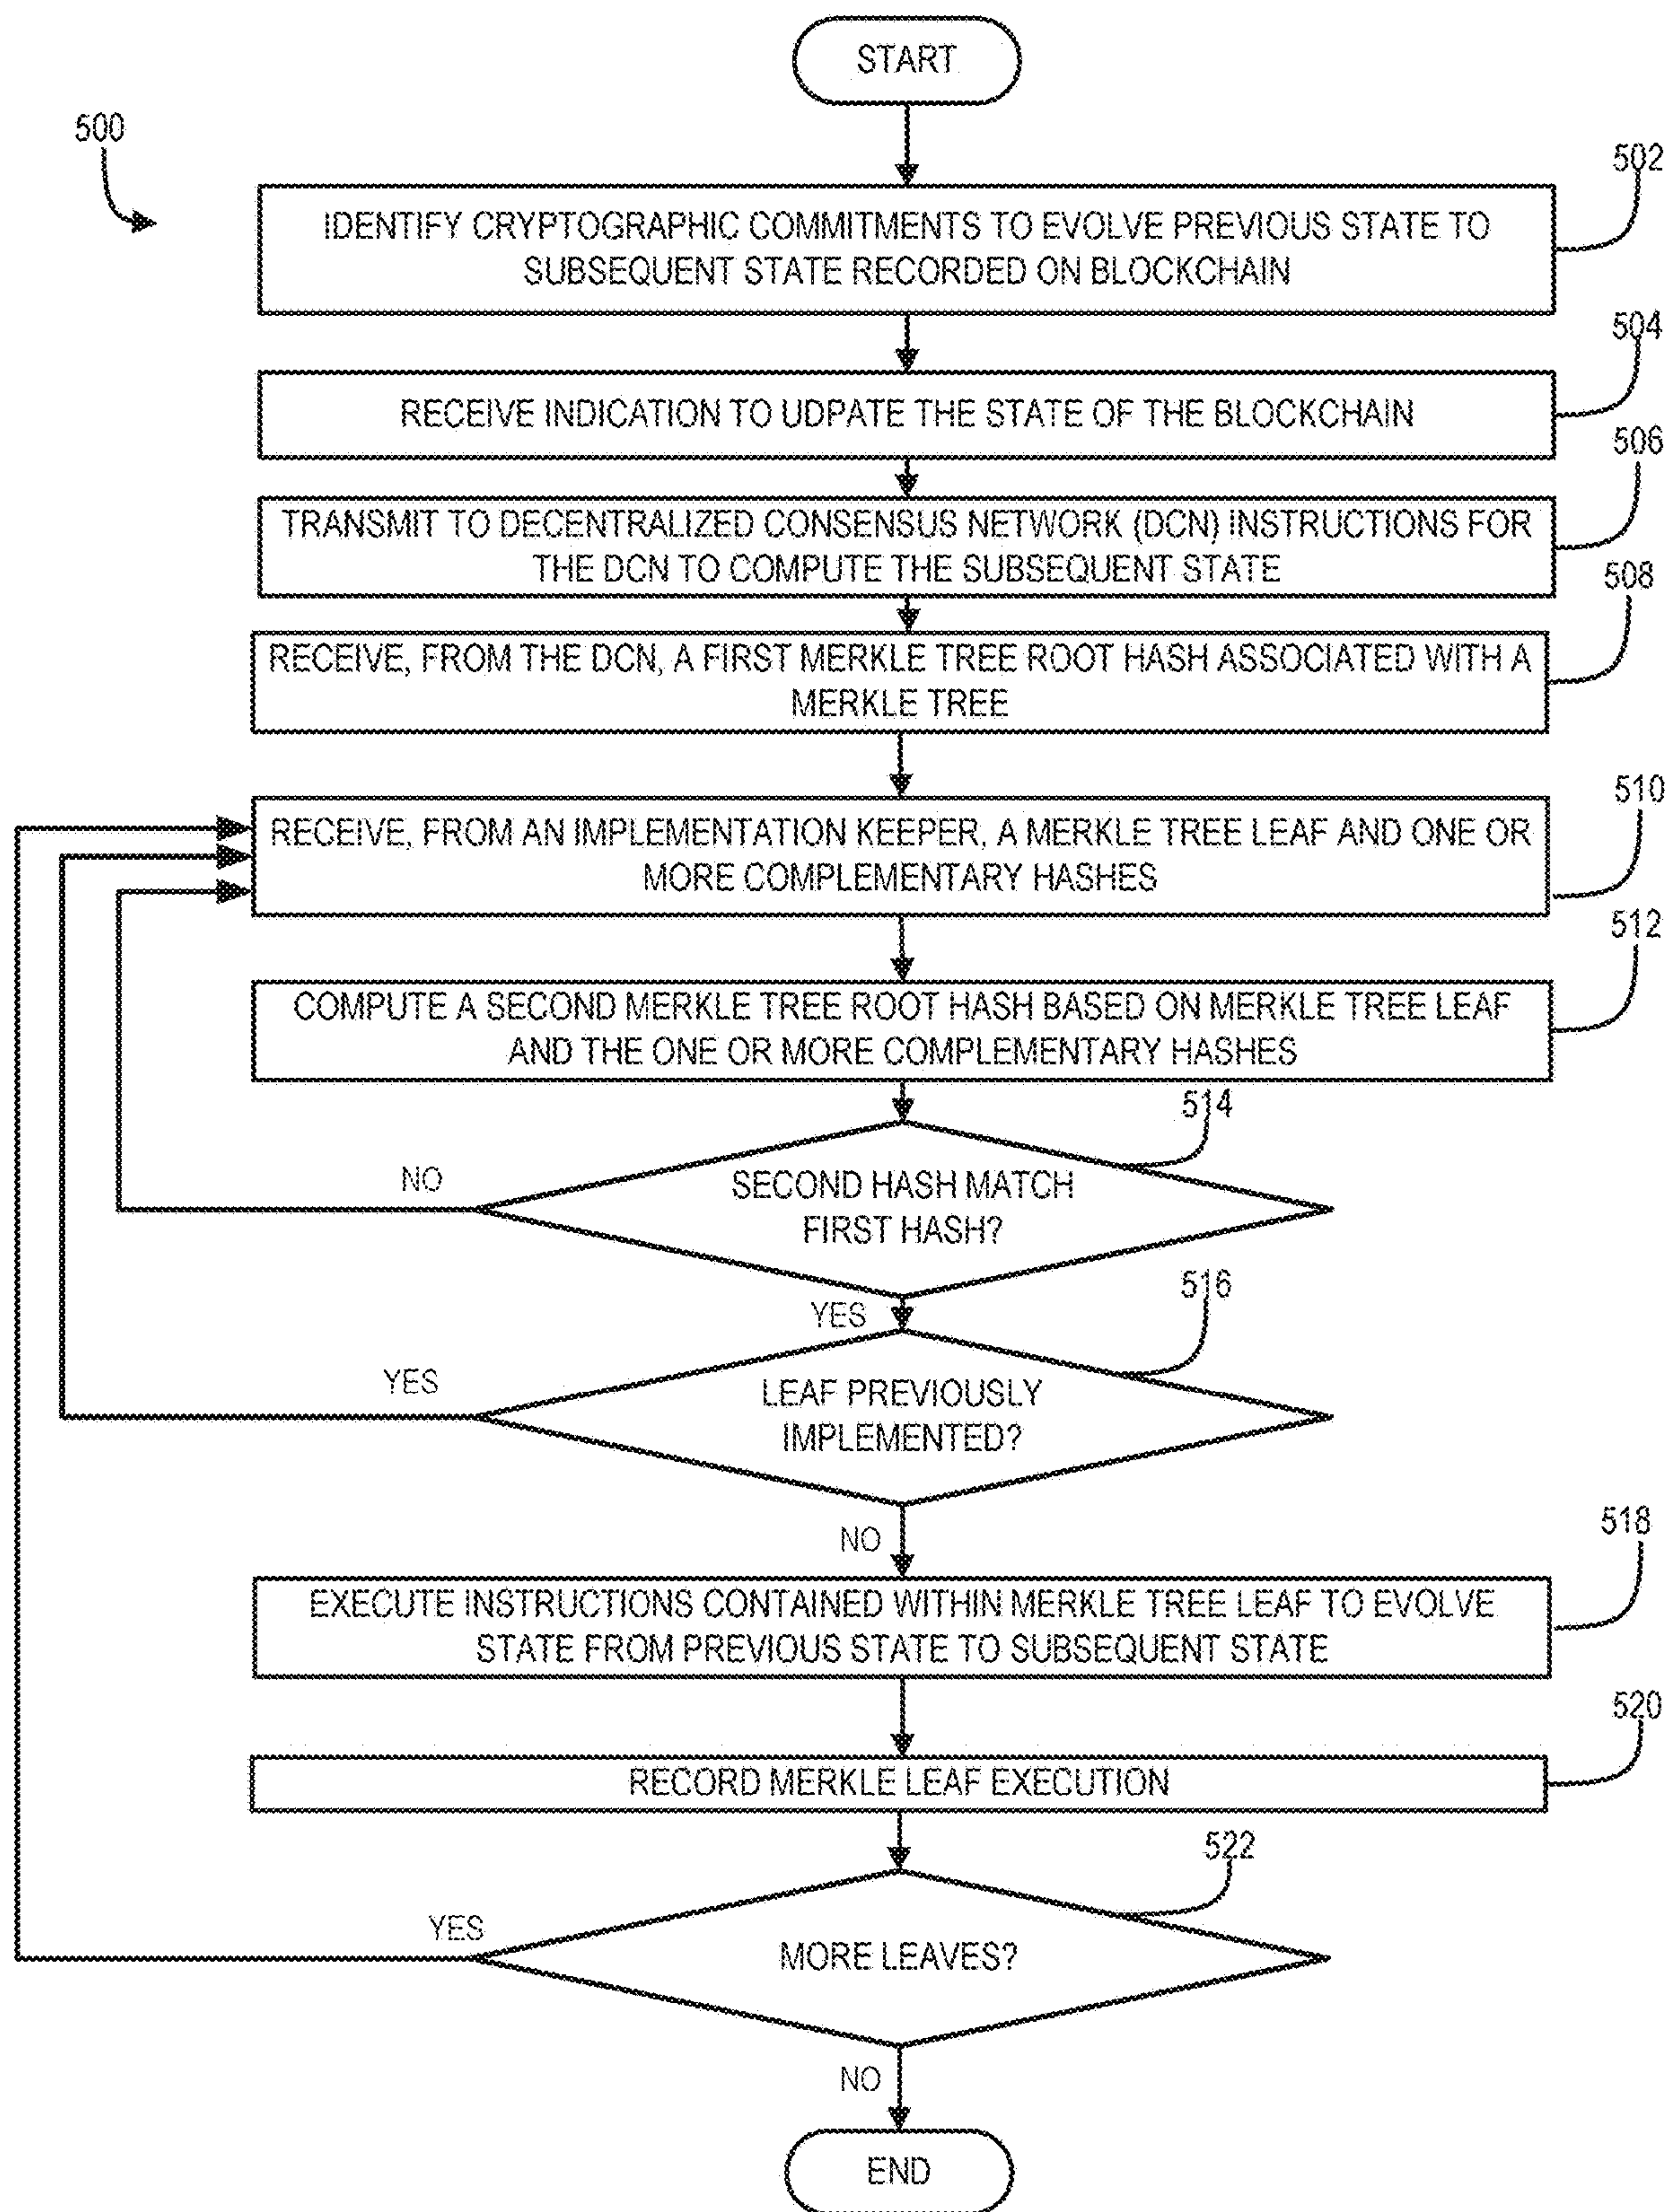 START
500
502
IDENTIFY CRYPTOGRAPHIC COMMITMENTS TO EVOLVE PREVIOUS STATE TO
SUBSEQUENT STATE RECORDED ON BLOCKCHAIN
504
RECEIVE INDICATION TO UDPATE THE STATE OF THE BLOCKCHAIN
506
TRANSMIT TO DECENTRALIZED CONSENSUS NETWORK (DCN) INSTRUCTIONS FOR
THE DCN TO COMPUTE THE SUBSEQUENT STATE
508
RECEIVE, FROM THE DCN, A FIRST MERKLE TREE ROOT HASH ASSOCIATED WITH A
MERKLE TREE
510
RECEIVE, FROM AN IMPLEMENTATION KEEPER, A MERKLE TREE LEAF AND ONE OR
MORE COMPLEMENTARY HASHES
512
COMPUTE A SECOND MERKLE TREE ROOT HASH BASED ON MERKLE TREE LEAF
AND THE ONE OR MORE COMPLEMENTARY HASHES
514
NO
SECOND HASH MATCH
FIRST HASH?
516
YES
YES
LEAF PREVIOUSLY
IMPLEMENTED?
NO
518
EXECUTE INSTRUCTIONS CONTAINED WITHIN MERKLE TREE LEAF TO EVOLVE
STATE FROM PREVIOUS STATE TO SUBSEQUENT STATE
520
RECORD MERKLE LEAF EXECUTION
522
YES
MORE LEAVES?
NO
END